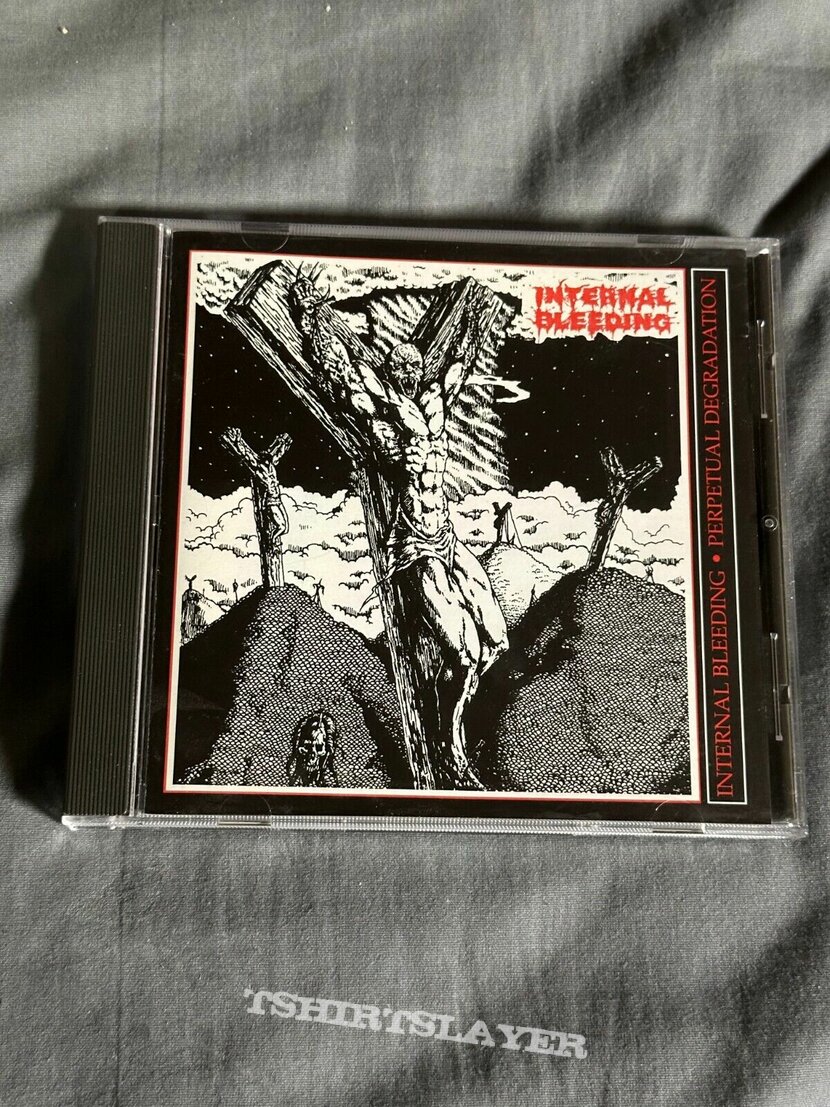 INTERNAL
BLEEDING
INTERNAL BLEEDING • PERPETUAL DEGRADATION
TSHIRTSLAYER